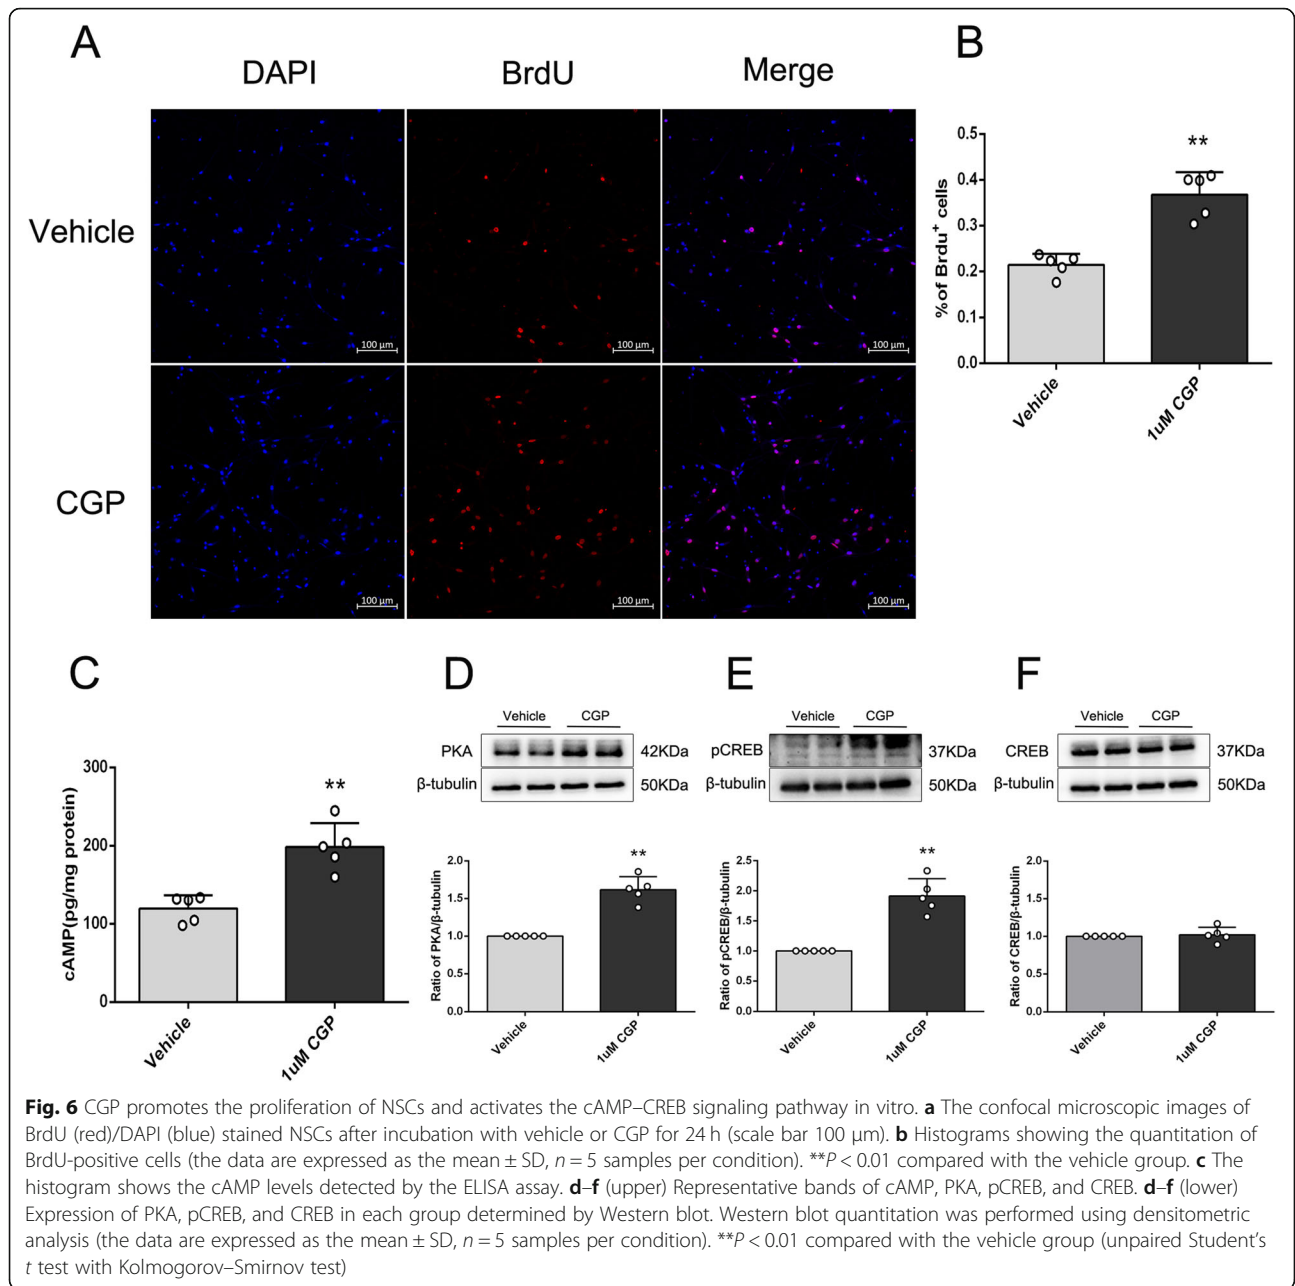 A
DAPI
BrdU
Merge
Vehicle
100 µm
100 µm
100 µm
CGP
100 µm
100 µm
100 µm
B
%of Brdu⁺ cells
0.5
0.4
0.3
0.2
0.1
0.0
**
Vehicle
1uM CGP
C
cAMP(pg/mg protein)
300
200
100
0
**
Vehicle
1uM CGP
D
Vehicle CGP
PKA 42KDa
β-tubulin 50KDa
Ratio of PKA/β-tubulin
2.0
1.5
1.0
0.5
0.0
**
Vehicle
1uM CGP
E
Vehicle CGP
pCREB 37KDa
β-tubulin 50KDa
Ratio of pCREB/β-tubulin
2.5
2.0
1.5
1.0
0.5
0.0
**
Vehicle
1uM CGP
F
Vehicle CGP
CREB 37KDa
β-tubulin 50KDa
Ratio of CREB/β-tubulin
2.0
1.5
1.0
0.5
0.0
Vehicle
1uM CGP
Fig. 6 CGP promotes the proliferation of NSCs and activates the cAMP–CREB signaling pathway in vitro. a The confocal microscopic images of
BrdU (red)/DAPI (blue) stained NSCs after incubation with vehicle or CGP for 24 h (scale bar 100 μm). b Histograms showing the quantitation of
BrdU-positive cells (the data are expressed as the mean ± SD, n = 5 samples per condition). **P < 0.01 compared with the vehicle group. c The
histogram shows the cAMP levels detected by the ELISA assay. d–f (upper) Representative bands of cAMP, PKA, pCREB, and CREB. d–f (lower)
Expression of PKA, pCREB, and CREB in each group determined by Western blot. Western blot quantitation was performed using densitometric
analysis (the data are expressed as the mean ± SD, n = 5 samples per condition). **P < 0.01 compared with the vehicle group (unpaired Student's
t test with Kolmogorov–Smirnov test)